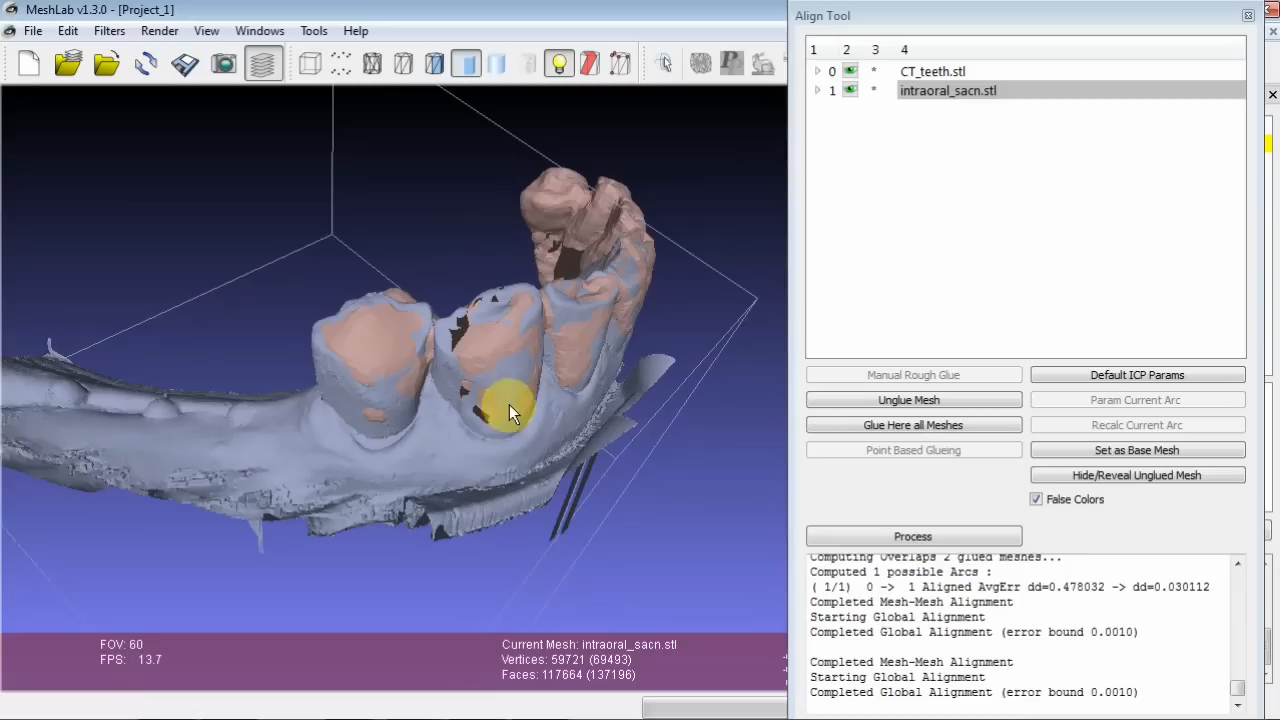 MeshLab v1.3.0 - [Project_1]
File Edit Filters Render View Windows Tools Help
Align Tool
1 2 3 4
0 * CT_teeth.stl
1 * intraoral_sacn.stl
Manual Rough Glue
Default ICP Params
Unglue Mesh
Param Current Arc
Glue Here all Meshes
Recalc Current Arc
Point Based Glueing
Set as Base Mesh
Hide/Reveal Unglued Mesh
False Colors
Process
Computing Overlaps 2 glued meshes...
Computed 1 possible Arcs :
( 1/1) 0 -> 1 Aligned AvgErr dd=0.478032 -> dd=0.030112
Completed Mesh-Mesh Alignment
Starting Global Alignment
Completed Global Alignment (error bound 0.0010)
Completed Mesh-Mesh Alignment
Starting Global Alignment
Completed Global Alignment (error bound 0.0010)
FOV: 60
FPS: 13.7
Current Mesh: intraoral_sacn.stl
Vertices: 59721 (69493)
Faces: 117664 (137196)